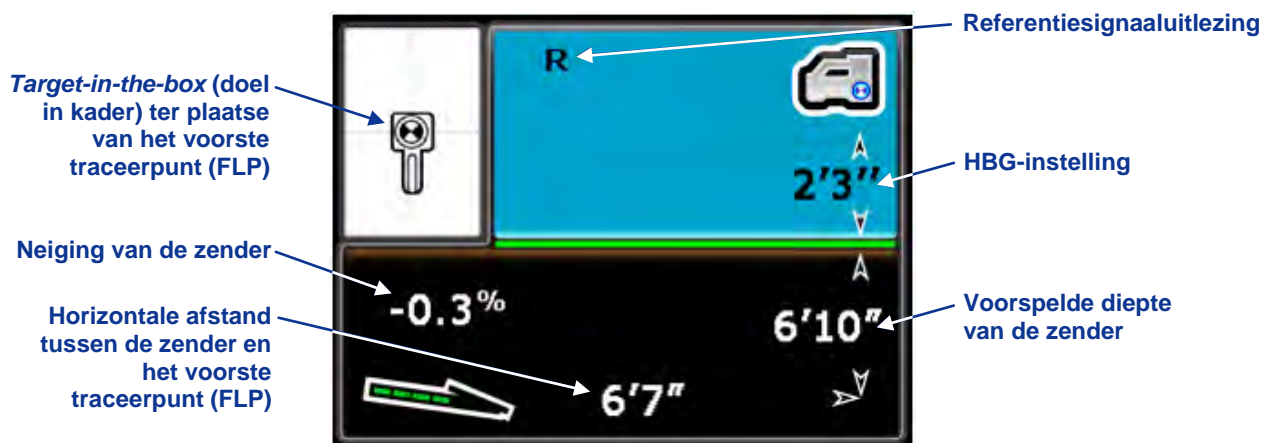 Referentiesignaaluitlezing
Target-in-the-box (doel
in kader) ter plaatse
van het voorste
traceerpunt (FLP)
R
HBG-instelling
2'3''
Neiging van de zender
-0.3%
Voorspelde diepte
van de zender
6'10"
Horizontale afstand
tussen de zender en
het voorste
traceerpunt (FLP)
6'7"